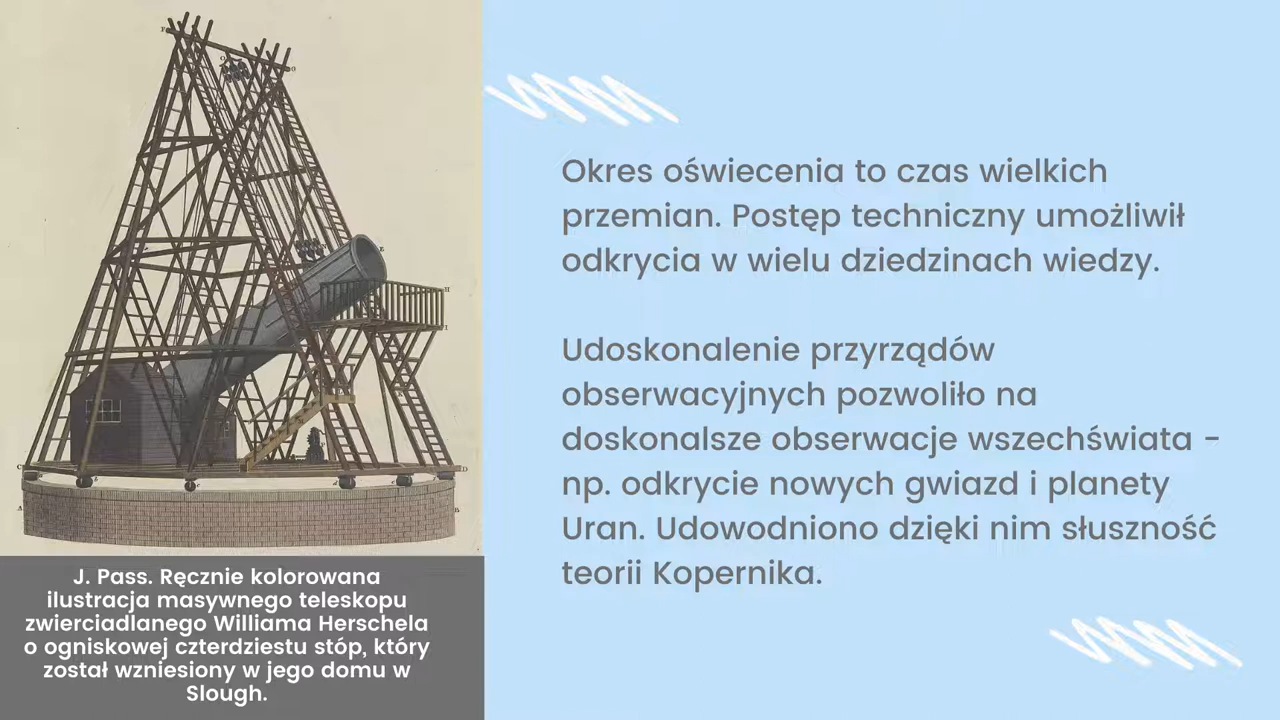 J. Pass. Ręcznie kolorowana
ilustracja masywnego teleskopu
zwierciadlanego Williama Herschela
o ogniskowej czterdziestu stóp, który
został wzniesiony w jego domu w
Slough.
Okres oświecenia to czas wielkich
przemian. Postęp techniczny umożliwił
odkrycia w wielu dziedzinach wiedzy.
Udoskonalenie przyrządów
obserwacyjnych pozwoliło na
doskonalsze obserwacje wszechświata -
np. odkrycie nowych gwiazd i planety
Uran. Udowodniono dzięki nim słuszność
teorii Kopernika.